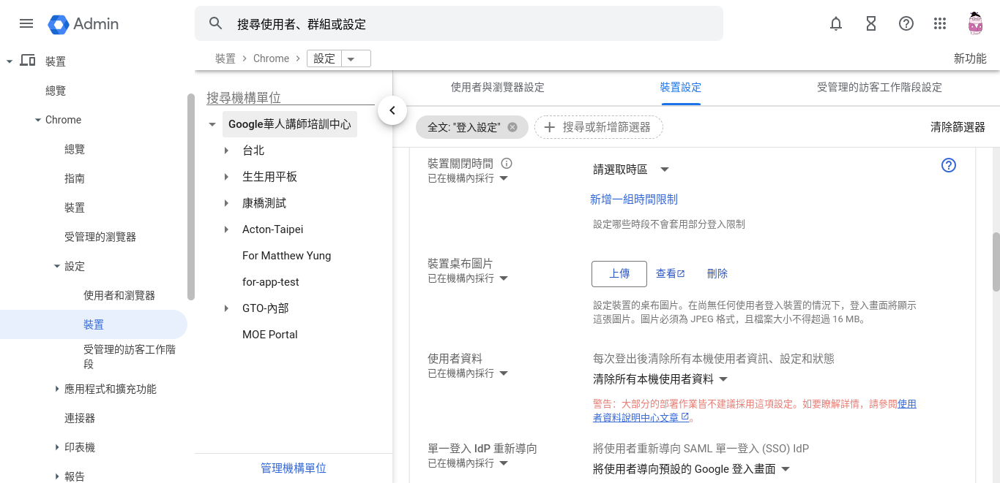 Admin
搜尋使用者、群組或設定
裝置 > Chrome > 設定
新功能
裝置
總覽
Chrome
總覽
指南
裝置
受管理的瀏覽器
設定
使用者和瀏覽器
裝置
受管理的訪客工作階
段
應用程式和擴充功能
連接器
印表機
報告
搜尋機構單位
Google華人講師培訓中心
台北
生生用平板
康橋測試
Acton-Taipei
For Matthew Yung
for-app-test
GTO-內部
MOE Portal
管理機構單位
使用者與瀏覽器設定
裝置設定
受管理的訪客工作階段設定
全文: "登入設定"
搜尋或新增篩選器
清除篩選器
裝置關閉時間
已在機構內採行
請選取時區
新增一組時間限制
設定哪些時段不會套用部分登入限制
裝置桌布圖片
已在機構內採行
上傳 查看 刪除
設定裝置的桌布圖片。在尚無任何使用者登入裝置的情況下，登入畫面將顯示
這張圖片。圖片必須為 JPEG 格式，且檔案大小不得超過 16 MB。
使用者資料
已在機構內採行
每次登出後清除所有本機使用者資訊、設定和狀態
清除所有本機使用者資料
警告：大部分的部署作業皆不建議採用這項設定。如要瞭解詳情，請參閱使用
者資料說明中心文章。
單一登入 IdP 重新導向
已在機構內採行
將使用者重新導向 SAML 單一登入 (SSO) IdP
將使用者導向預設的 Google 登入畫面